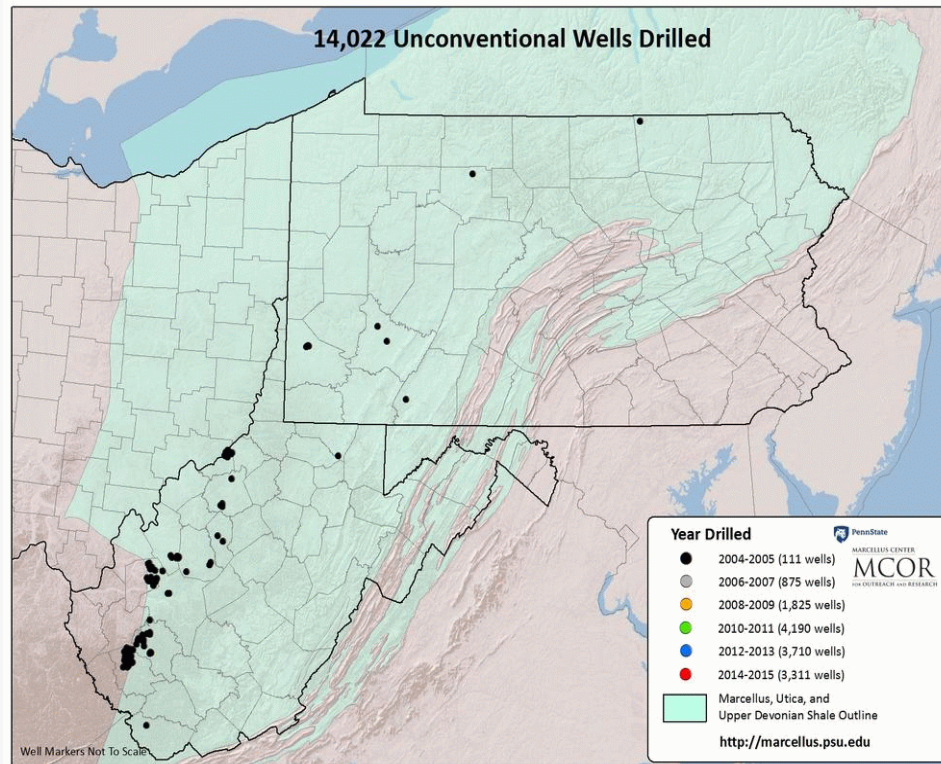 14,022 Unconventional Wells Drilled
Year Drilled
2004-2005 (111 wells)
2006-2007 (875 wells)
2008-2009 (1,825 wells)
2010-2011 (4,190 wells)
2012-2013 (3,710 wells)
2014-2015 (3,311 wells)
Marcellus, Utica, and
Upper Devonian Shale Outline
http://marcellus.psu.edu
PennState
MARCELLUS CENTER
MCOR
FOR OUTREACH AND RESEARCH
Well Markers Not To Scale